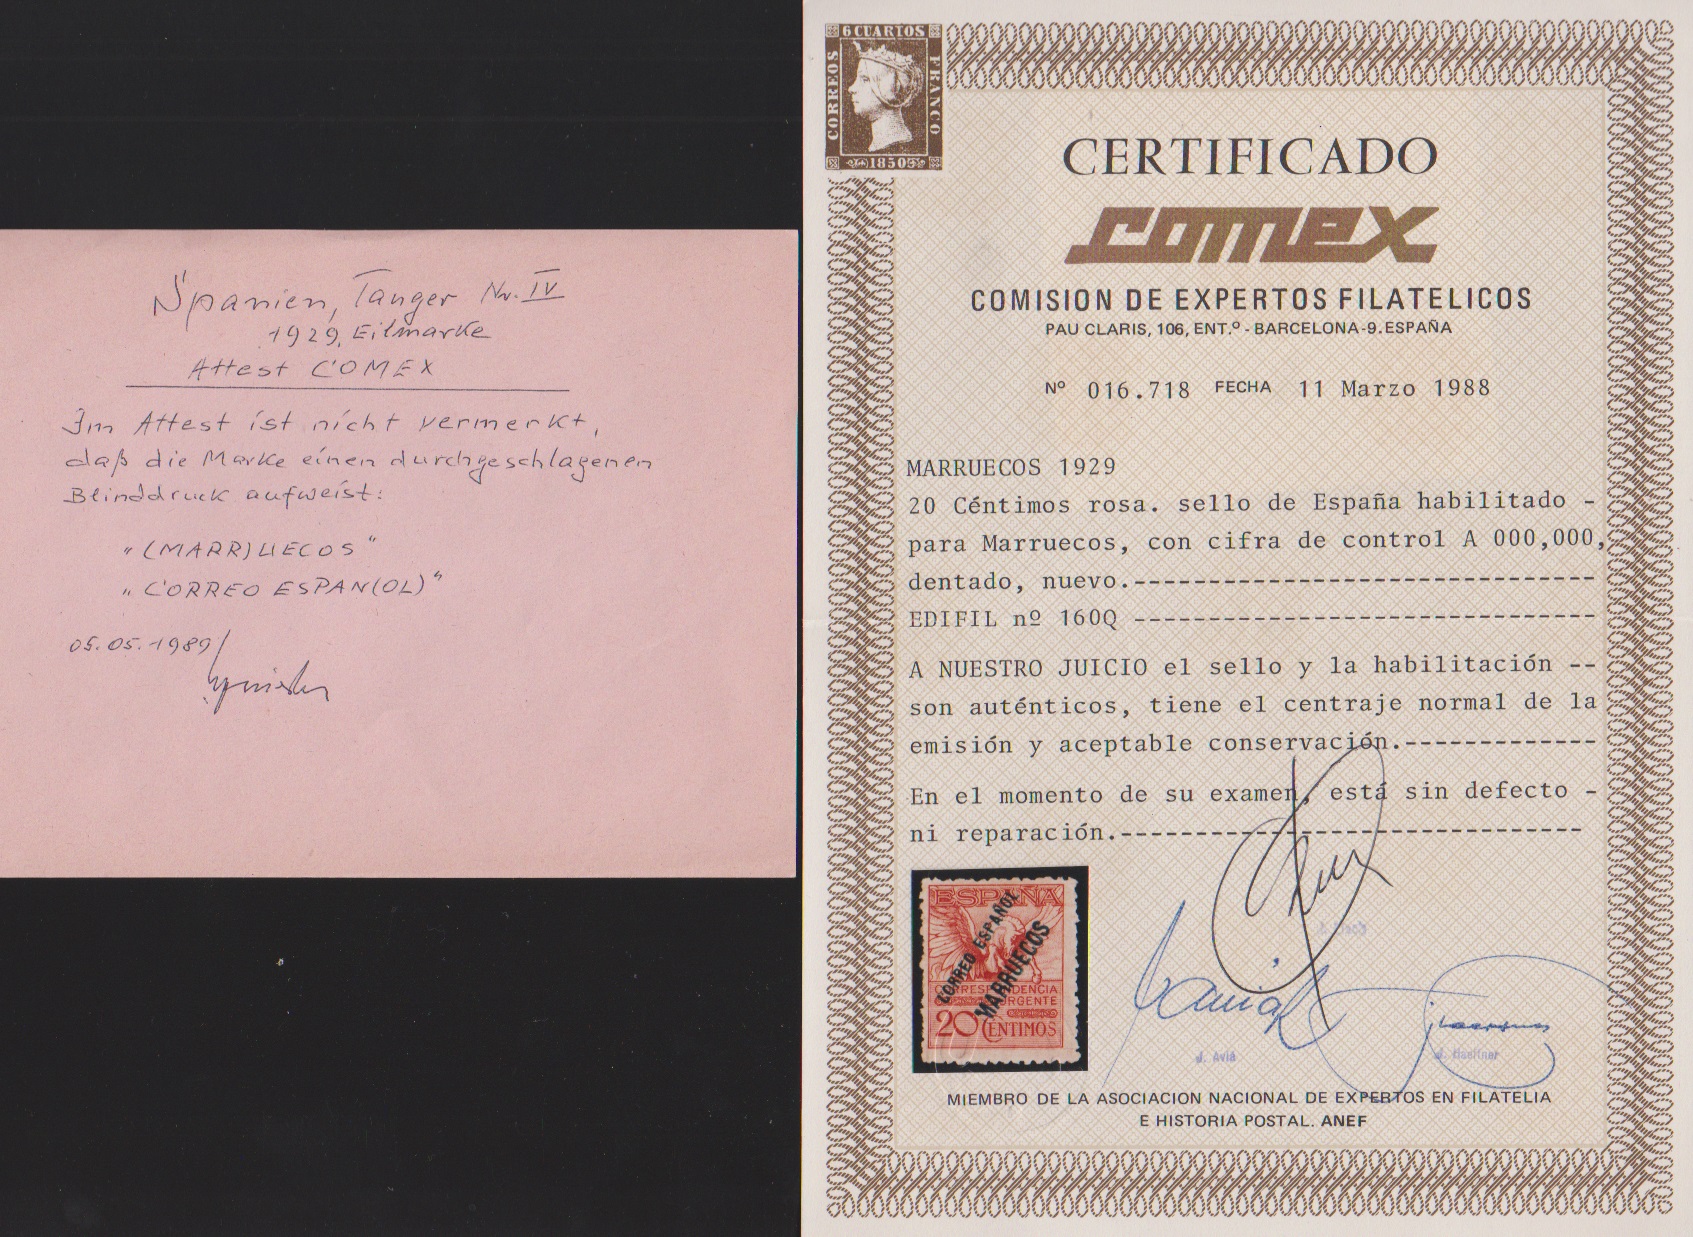 Spanien, Tanger Nr. IV
1929, Eilmarke
Attest COMEX
Im Attest ist nicht vermerkt,
daß die Marke einen durchgeschlagenen
Blinddruck aufweist:
"(MARR)UECOS"
"CORREO ESPAN(OL)"
05.05.1989/
6 CUARTOS
CORREOS
FRANCO
1850
CERTIFICADO
comex
COMISION DE EXPERTOS FILATELICOS
PAU CLARIS, 106, ENT.º - BARCELONA-9. ESPAÑA
Nº 016.718 FECHA 11 Marzo 1988
MARRUECOS 1929
20 Céntimos rosa. sello de España habilitado -
para Marruecos, con cifra de control A 000,000,
dentado, nuevo.-------------------------------
EDIFIL nº 160Q -------------------------------
A NUESTRO JUICIO el sello y la habilitación --
son auténticos, tiene el centraje normal de la
emisión y aceptable conservación.-------------
En el momento de su examen, está sin defecto -
ni reparación.-------------------------------
ESPAÑA
CORREO ESPAÑOL
MARRUECOS
CORRESPONDENCIA
URGENTE
20 CÉNTIMOS
J. Avià
MIEMBRO DE LA ASOCIACION NACIONAL DE EXPERTOS EN FILATELIA
E HISTORIA POSTAL. ANEF